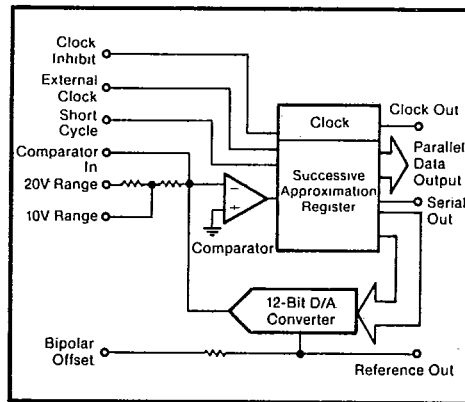 Clock
Inhibit
External
Clock
Short
Cycle
Comparator
In
20V Range
10V Range
Bipolar
Offset
Clock
Successive
Approximation
Register
−
+
Comparator
12-Bit D/A
Converter
Clock Out
Parallel
Data
Output
Serial
Out
Reference Out